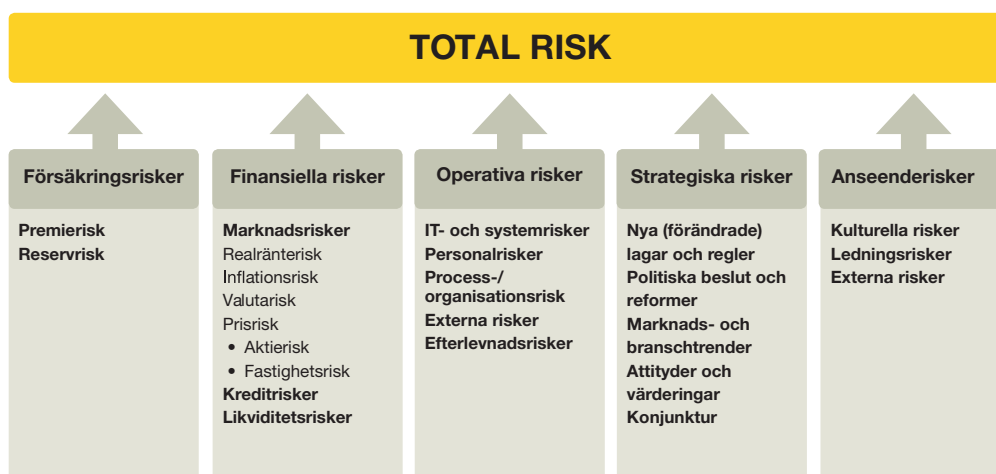 TOTAL RISK
Försäkringsrisker
Premierisk
Reservrisk
Finansiella risker
Marknadsrisker
Realränterisk
Inflationsrisk
Valutarisk
Prisrisk
• Aktierisk
• Fastighetsrisk
Kreditrisker
Likviditetsrisker
Operativa risker
IT- och systemrisker
Personalrisker
Process-/
organisationsrisk
Externa risker
Efterlevnadsrisker
Strategiska risker
Nya (förändrade)
lagar och regler
Politiska beslut och
reformer
Marknads- och
branschtrender
Attityder och
värderingar
Konjunktur
Anseenderisker
Kulturella risker
Ledningsrisker
Externa risker